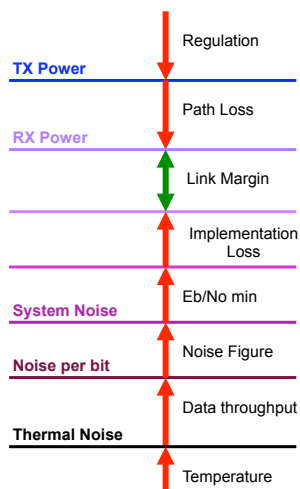 Regulation
TX Power
Path Loss
RX Power
Link Margin
Implementation
Loss
Eb/No min
System Noise
Noise Figure
Noise per bit
Data throughput
Thermal Noise
Temperature